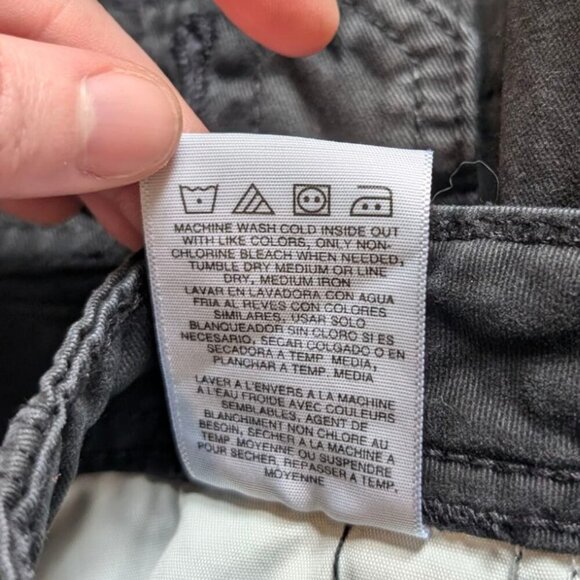 MACHINE WASH COLD INSIDE OUT
WITH LIKE COLORS, ONLY NON-
CHLORINE BLEACH WHEN NEEDED,
TUMBLE DRY MEDIUM OR LINE
DRY, MEDIUM IRON
LAVAR EN LAVADORA CON AGUA
FRIA AL REVES CON COLORES
SIMILARES, USAR SOLO
BLANQUEADOR SIN CLORO SI ES
NECESARIO, SECAR COLGADO O EN
SECADORA A TEMP. MEDIA,
PLANCHAR A TEMP. MEDIA
LAVER A L'ENVERS A LA MACHINE
A L'EAU FROIDE AVEC COULEURS
SEMBLABLES, AGENT DE
BLANCHIMENT NON CHLORE AU
BESOIN, SECHER A LA MACHINE A
TEMP. MOYENNE OU SUSPENDRE
POUR SECHER, REPASSER A TEMP.
MOYENNE